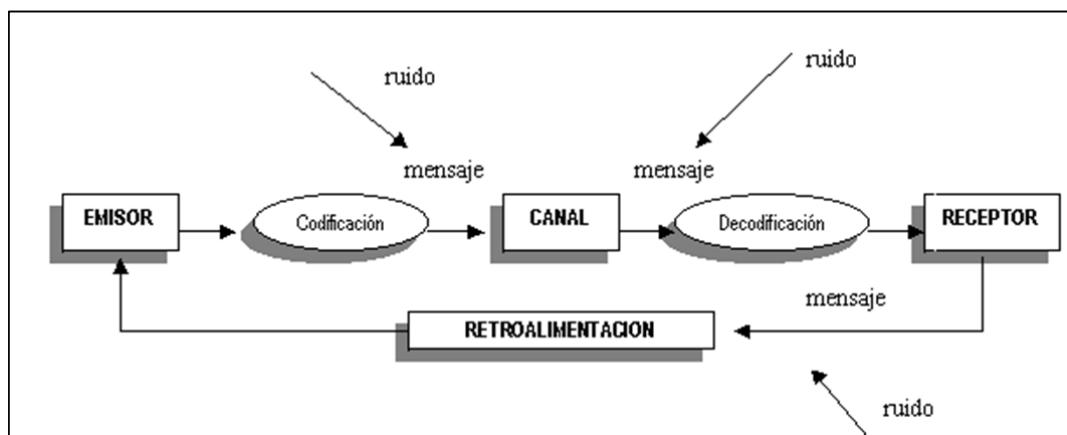 ruido
ruido
mensaje
mensaje
EMISOR
Codificación
CANAL
Decodificación
RECEPTOR
mensaje
RETROALIMENTACION
ruido